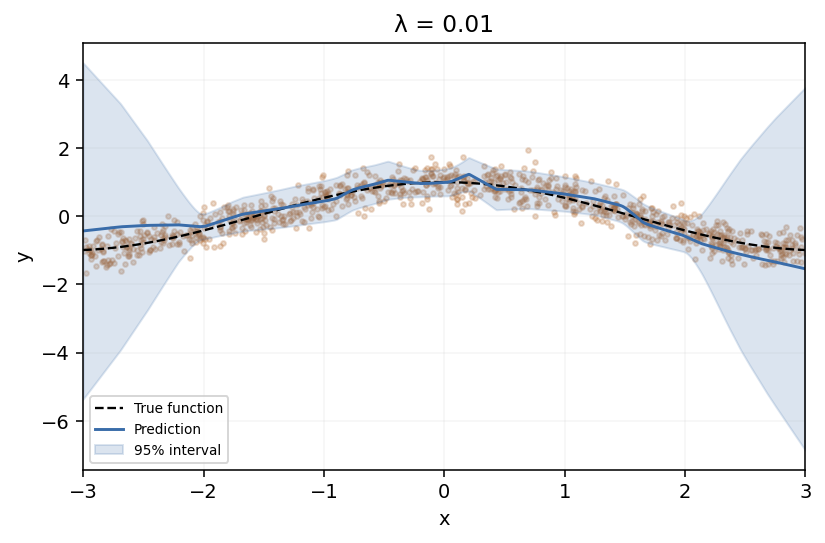 λ = 0.01
4
2
0
−2
−4
−6
y
True function
Prediction
95% interval
−3 −2 −1 0 1 2 3
x